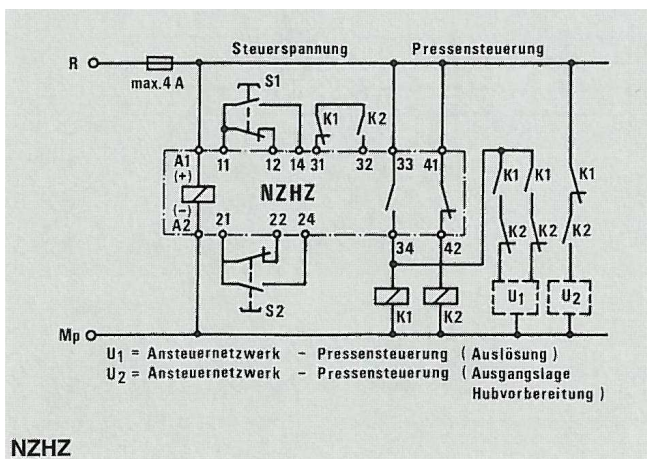 Steuerspannung Pressensteuerung
R
max. 4 A
S1
K1 K2
A1 11 12 14 31 32 33 41
(+)
NZHZ
(-)
A2 21 22 24 34 42
S2
K1 K2
K1 K1 K1
K2 K2 K2
U1 U2
Mp
U1 = Ansteuernetzwerk - Pressensteuerung ( Auslösung )
U2 = Ansteuernetzwerk - Pressensteuerung ( Ausgangslage
Hubvorbereitung )
NZHZ